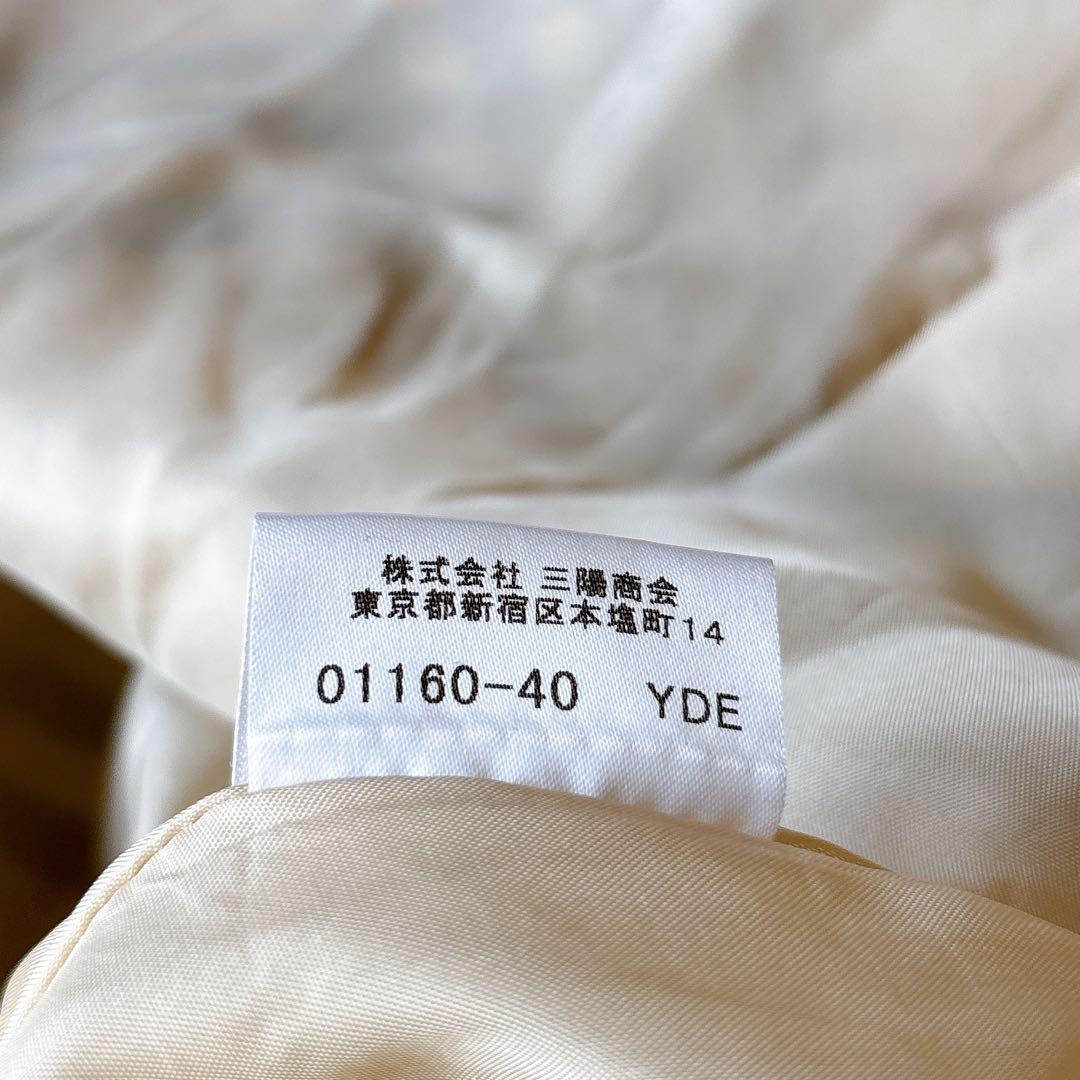 株式会社 三陽商会
東京都新宿区本塩町14
01160-40 YDE